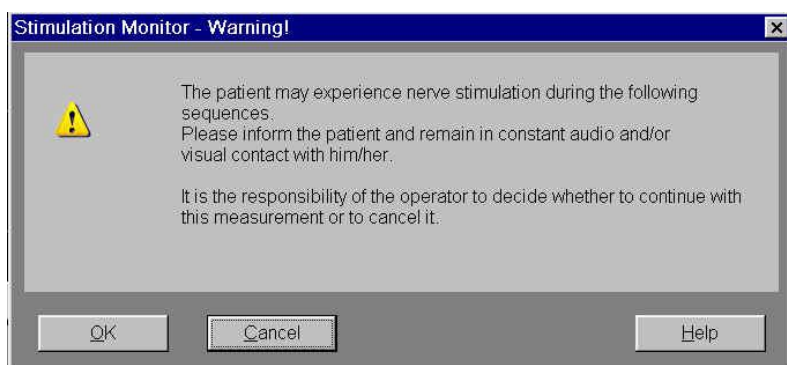 Stimulation Monitor - Warning!
The patient may experience nerve stimulation during the following
sequences.
Please inform the patient and remain in constant audio and/or
visual contact with him/her.
It is the responsibility of the operator to decide whether to continue with
this measurement or to cancel it.
OK
Cancel
Help